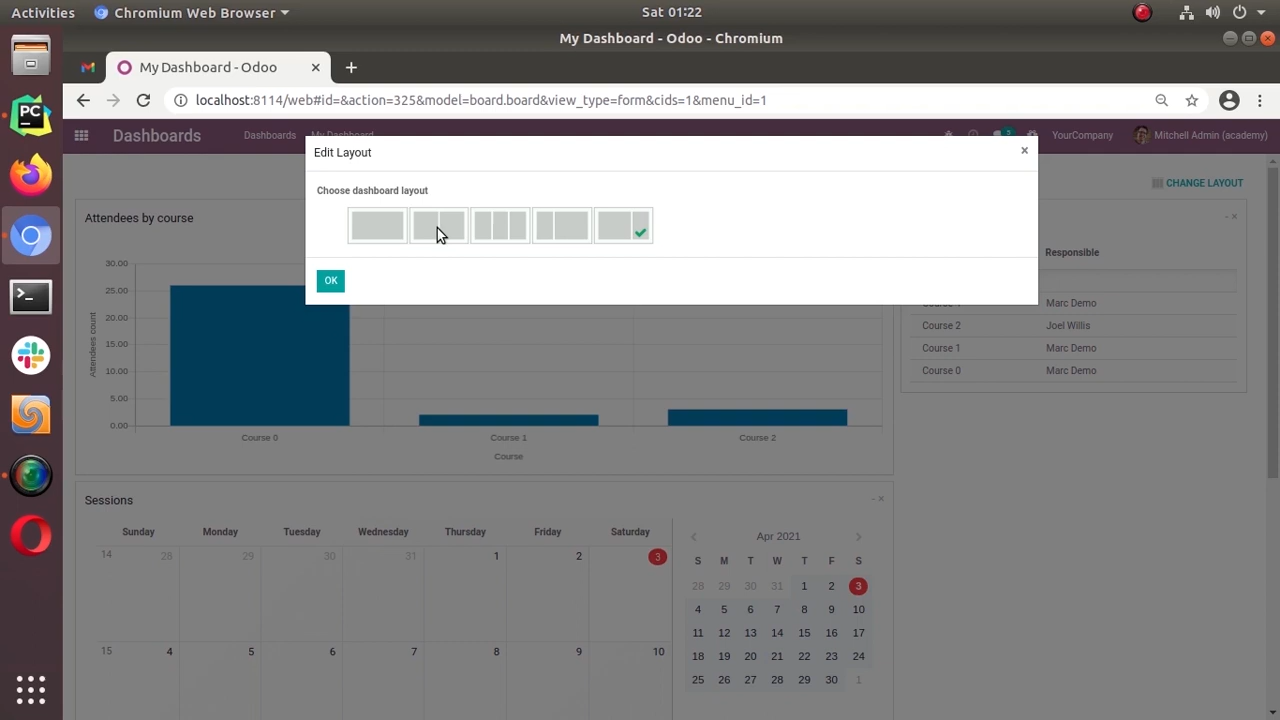 Activities
Chromium Web Browser
Sat 01:22
My Dashboard - Odoo - Chromium
My Dashboard - Odoo
localhost:8114/web#id=&action=325&model=board.board&view_type=form&cids=1&menu_id=1
Dashboards
Dashboards
My Dashboard
5
YourCompany
Mitchell Admin (academy)
Edit Layout
×
Choose dashboard layout
OK
CHANGE LAYOUT
Attendees by course
30.00
25.00
20.00
15.00
10.00
5.00
0.00
Attendees count
Course 0
Course 1
Course 2
Course
Responsible
Marc Demo
Course 2 Joel Willis
Course 1 Marc Demo
Course 0 Marc Demo
Sessions
Sunday Monday Tuesday Wednesday Thursday Friday Saturday
14 28 29 30 31 1 2 3
15 4 5 6 7 8 9 10
Apr 2021
S M T W T F S
28 29 30 31 1 2 3
4 5 6 7 8 9 10
11 12 13 14 15 16 17
18 19 20 21 22 23 24
25 26 27 28 29 30 1
PC